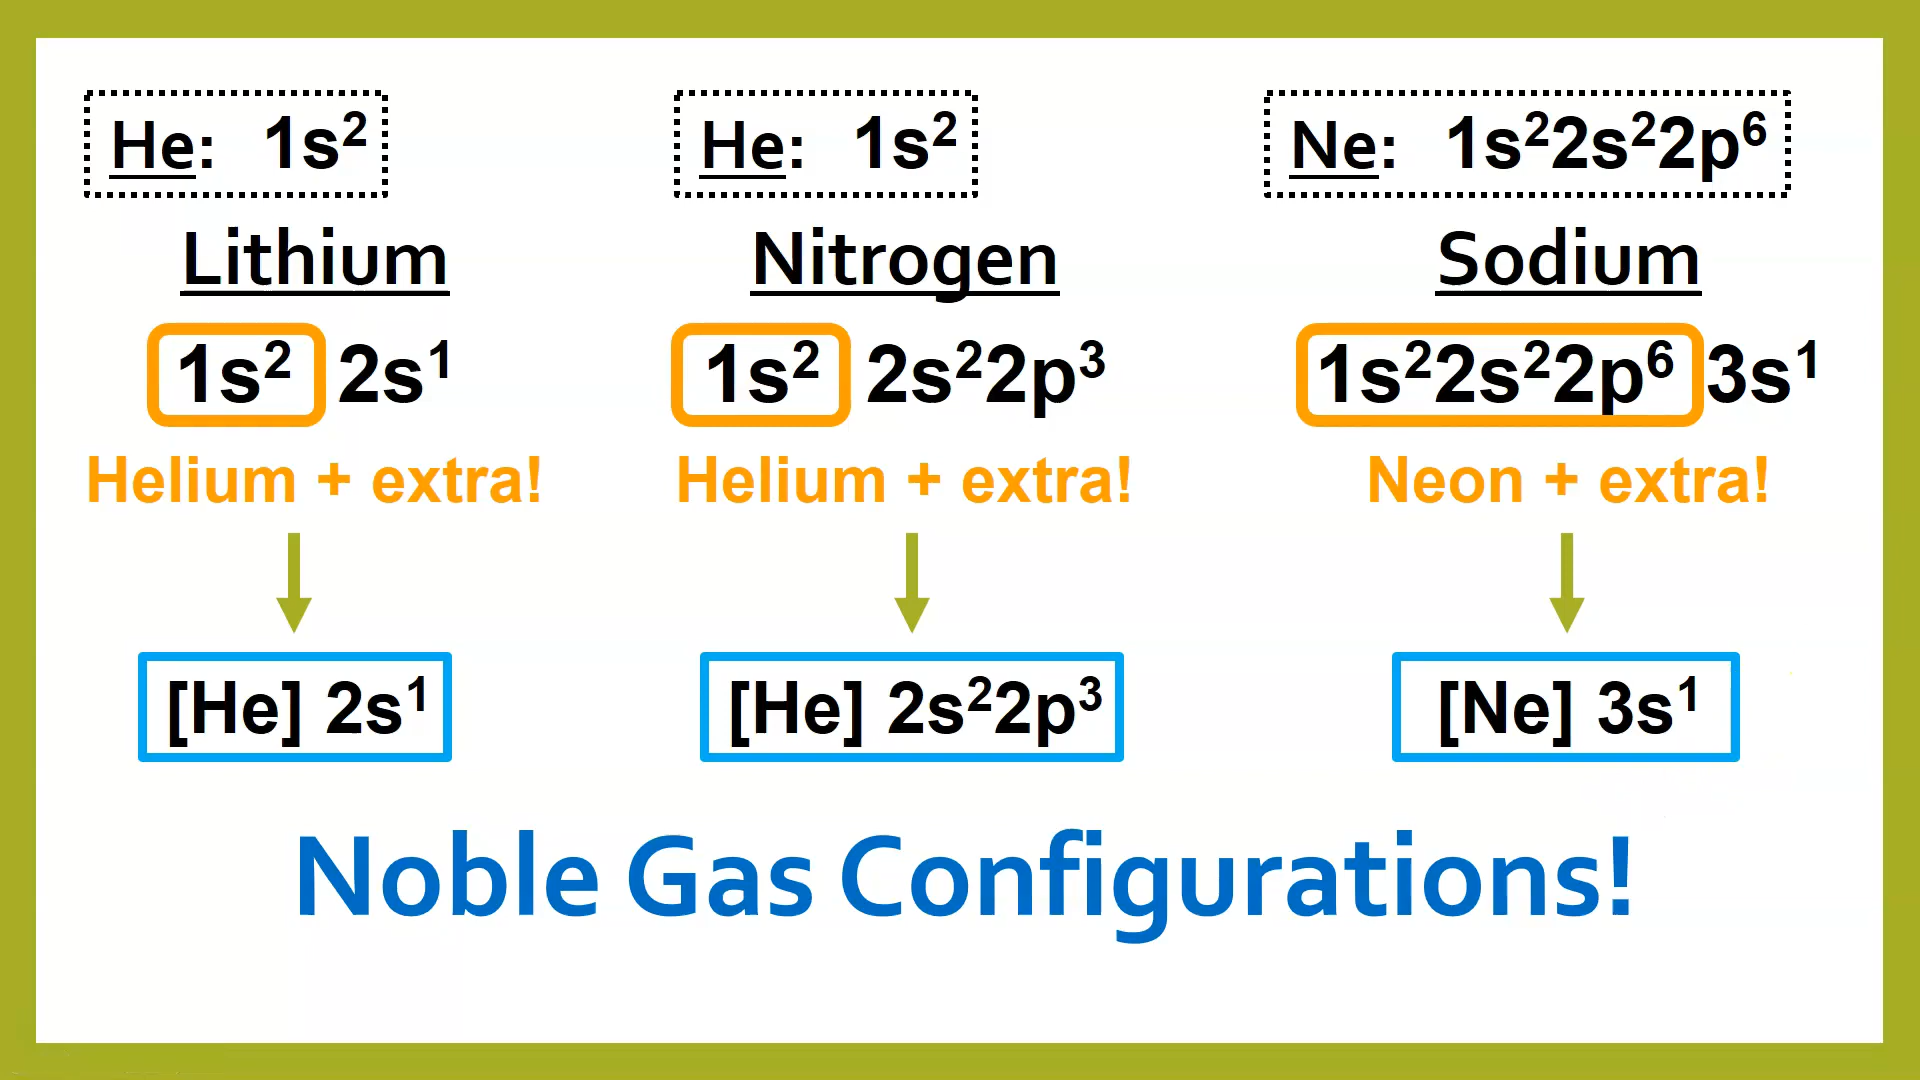 He: 1s²
He: 1s²
Ne: 1s²2s²2p⁶
Lithium
Nitrogen
Sodium
1s² 2s¹
1s² 2s²2p³
1s²2s²2p⁶ 3s¹
Helium + extra!
Helium + extra!
Neon + extra!
[He] 2s¹
[He] 2s²2p³
[Ne] 3s¹
Noble Gas Configurations!